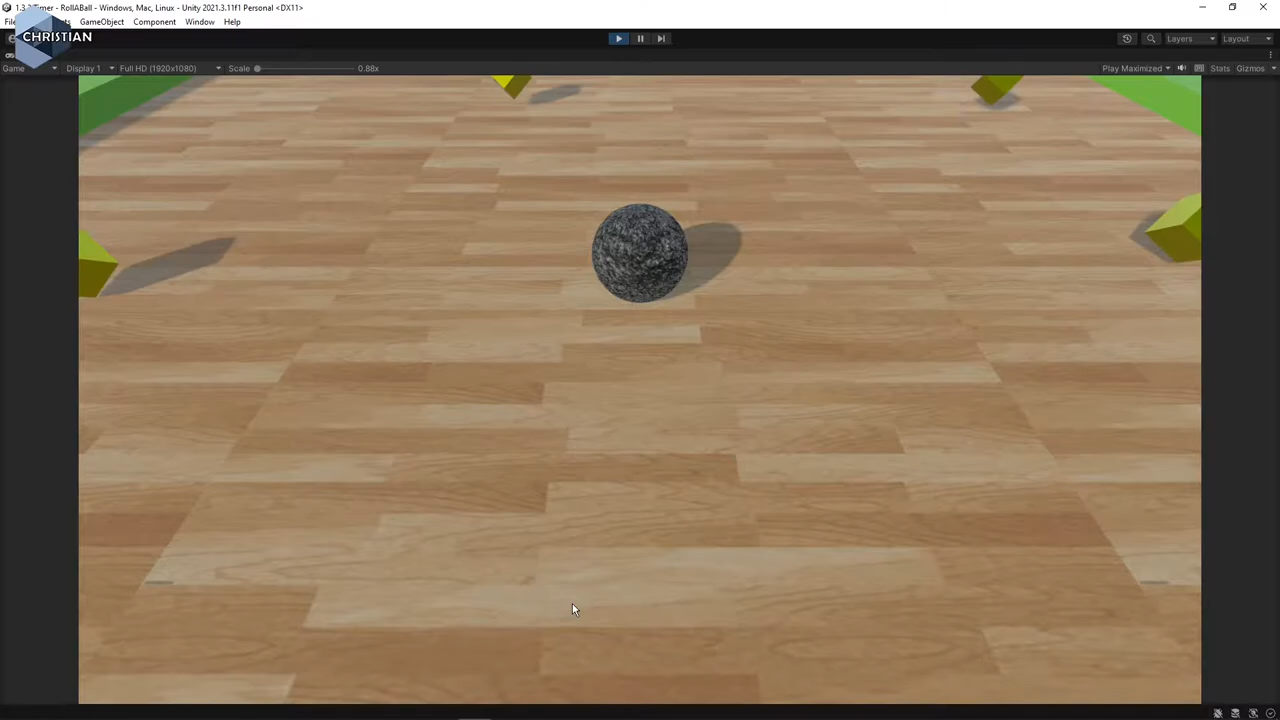 1.3.2 Timer - RollABall - Windows, Mac, Linux - Unity 2021.3.11f1 Personal <DX11>
GameObject Component Window Help
CHRISTIAN
Layers Layout
Game Display 1 Full HD (1920x1080) Scale 0.88x Play Maximized Stats Gizmos